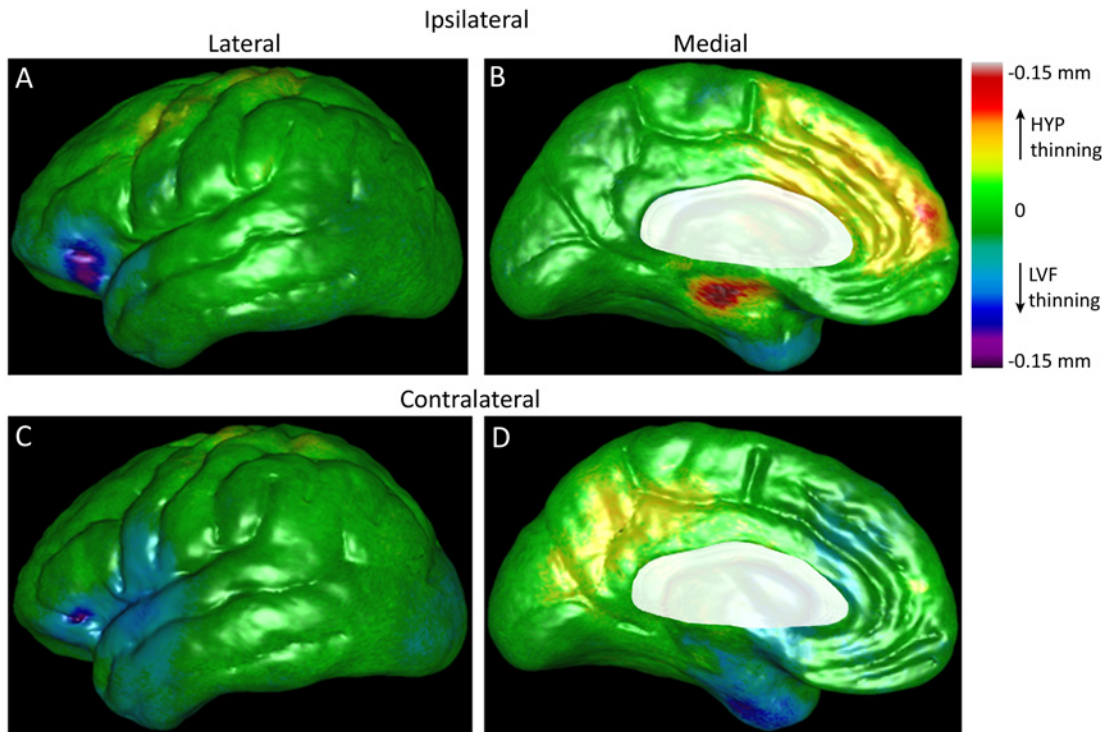 Ipsilateral
Lateral
Medial
A
B
-0.15 mm
HYP
thinning
0
LVF
thinning
-0.15 mm
Contralateral
C
D